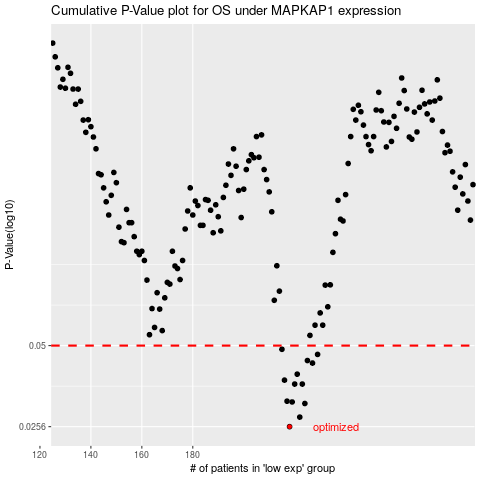 Cumulative P-Value plot for OS under MAPKAP1 expression
P-Value(log10)
0.05
0.0256
optimized
120 140 160 180
# of patients in 'low exp' group